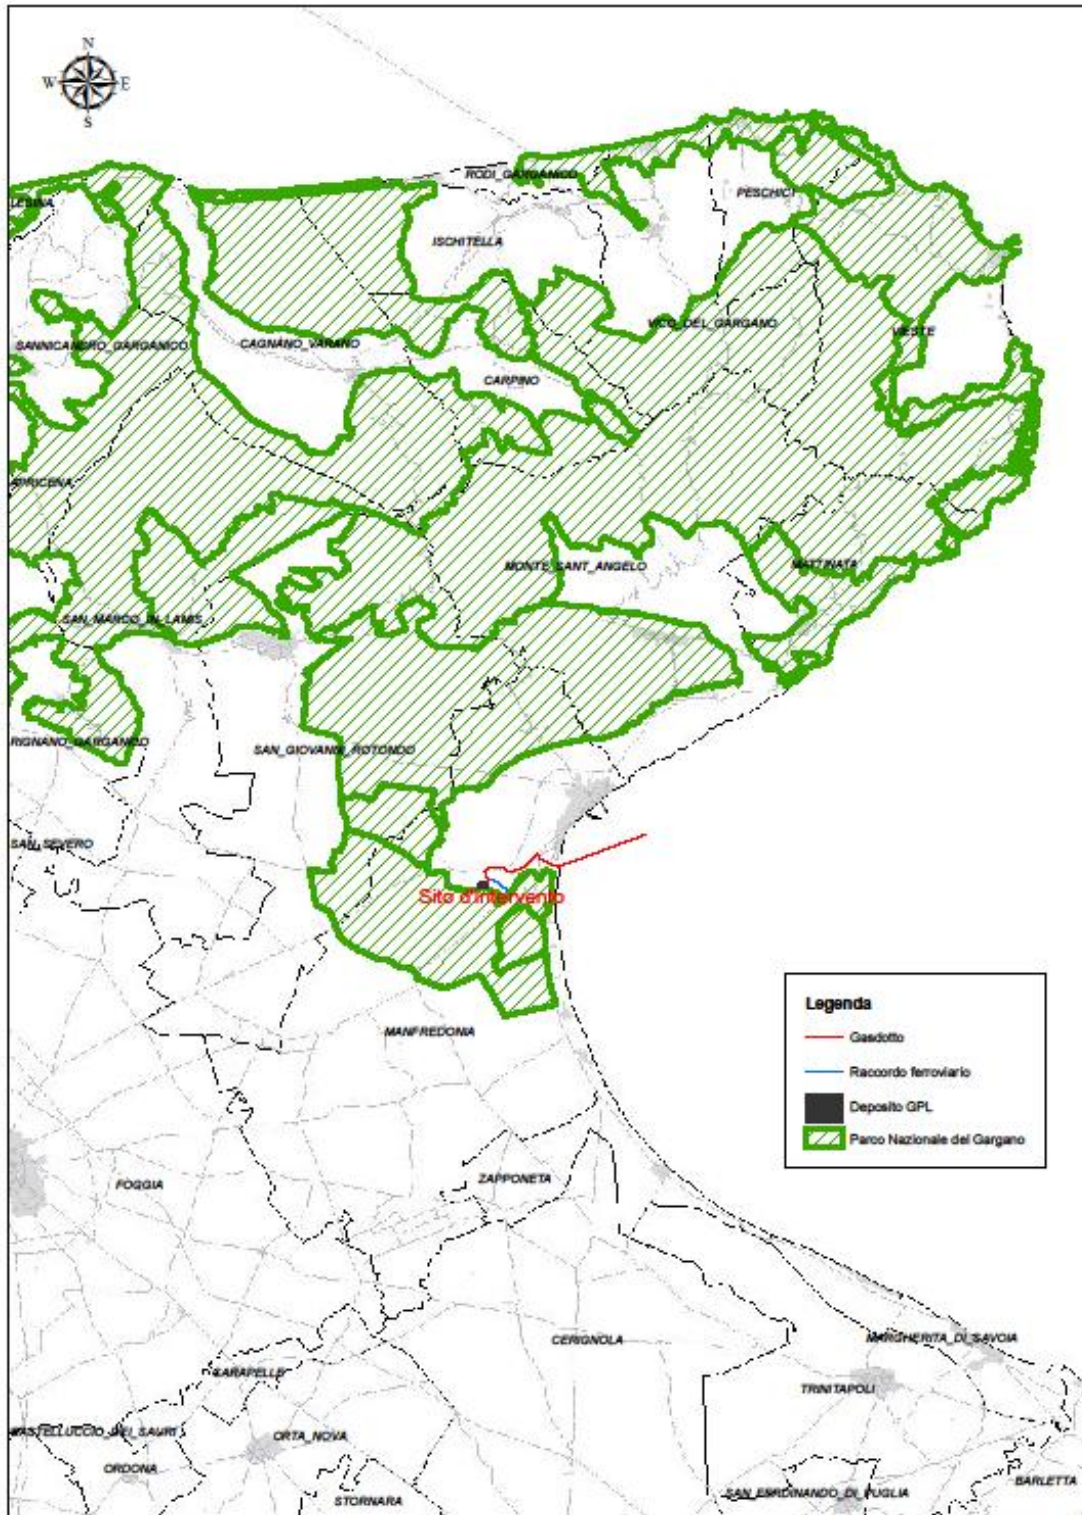 N
W E
S
RODI_GARGANICO
PESCHICI
LESINA
ISCHITELLA
VICO_DEL_GARGANO
VIESTE
SANNICANDRO_GARGANICO
CAGNANO_VARANO
CARPINO
APRICENA
MONTE_SANT_ANGELO
MATTINATA
SAN_MARCO_IN_LAMIS
RIGNANO_GARGANICO
SAN_GIOVANNI_ROTONDO
SAN_SEVERO
Sito d'intervento
MANFREDONIA
Legenda
Gasdotto
Raccordo ferroviario
Deposito GPL
Parco Nazionale del Gargano
ZAPPONETA
FOGGIA
CERIGNOLA
MARGHERITA_DI_SAVOIA
CARAPELLE
TRINITAPOLI
CASTELLUCCIO_DEI_SAURI
ORTA_NOVA
ORDONA
BARLETTA
STORNARA
SAN_FERDINANDO_DI_PUGLIA